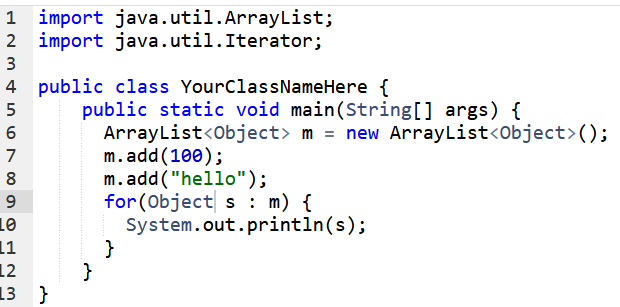 1 import java.util.ArrayList;
2 import java.util.Iterator;
3
4 public class YourClassNameHere {
5 public static void main(String[] args) {
6 ArrayList<Object> m = new ArrayList<Object>();
7 m.add(100);
8 m.add("hello");
9 for(Object s : m) {
10 System.out.println(s);
11 }
12 }
13 }